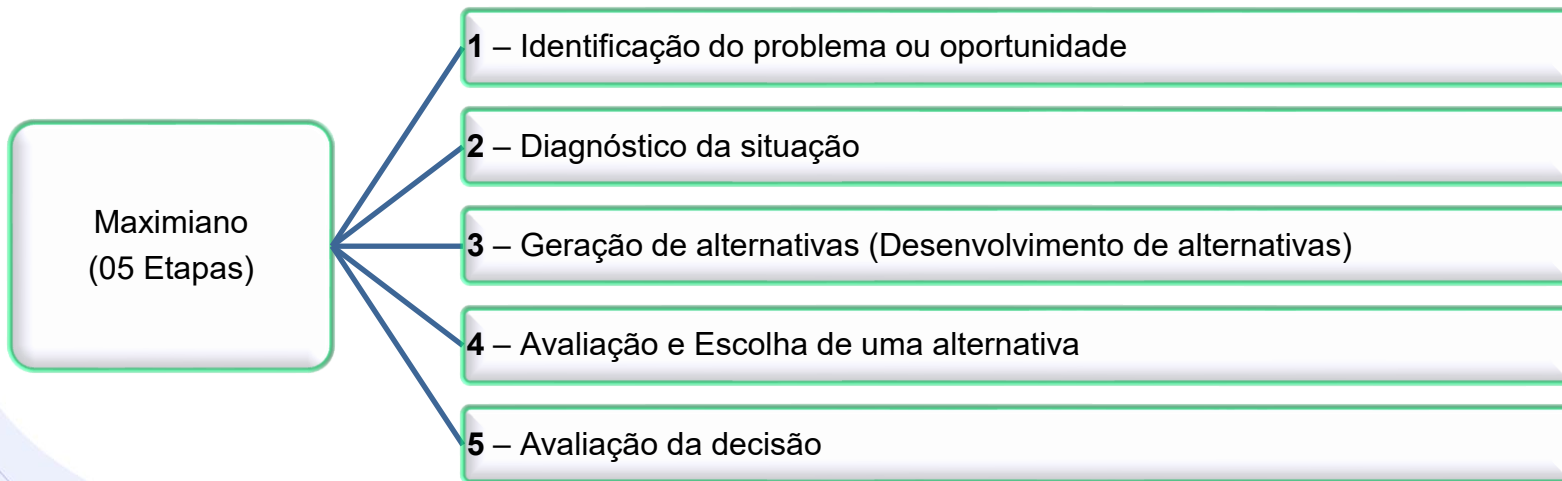 Maximiano
(05 Etapas)
1 – Identificação do problema ou oportunidade
2 – Diagnóstico da situação
3 – Geração de alternativas (Desenvolvimento de alternativas)
4 – Avaliação e Escolha de uma alternativa
5 – Avaliação da decisão